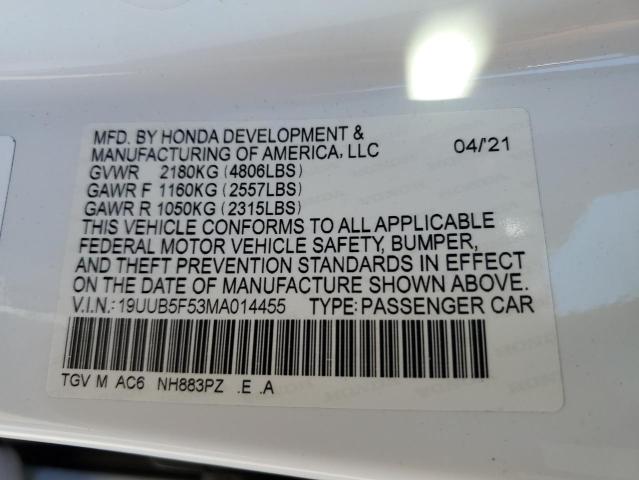 MFD. BY HONDA DEVELOPMENT &
MANUFACTURING OF AMERICA, LLC 04/'21
GVWR 2180KG (4806LBS)
GAWR F 1160KG (2557LBS)
GAWR R 1050KG (2315LBS)
THIS VEHICLE CONFORMS TO ALL APPLICABLE
FEDERAL MOTOR VEHICLE SAFETY, BUMPER,
AND THEFT PREVENTION STANDARDS IN EFFECT
ON THE DATE OF MANUFACTURE SHOWN ABOVE.
V.I.N.: 19UUB5F53MA014455 TYPE: PASSENGER CAR
TGV M AC6 NH883PZ .E .A